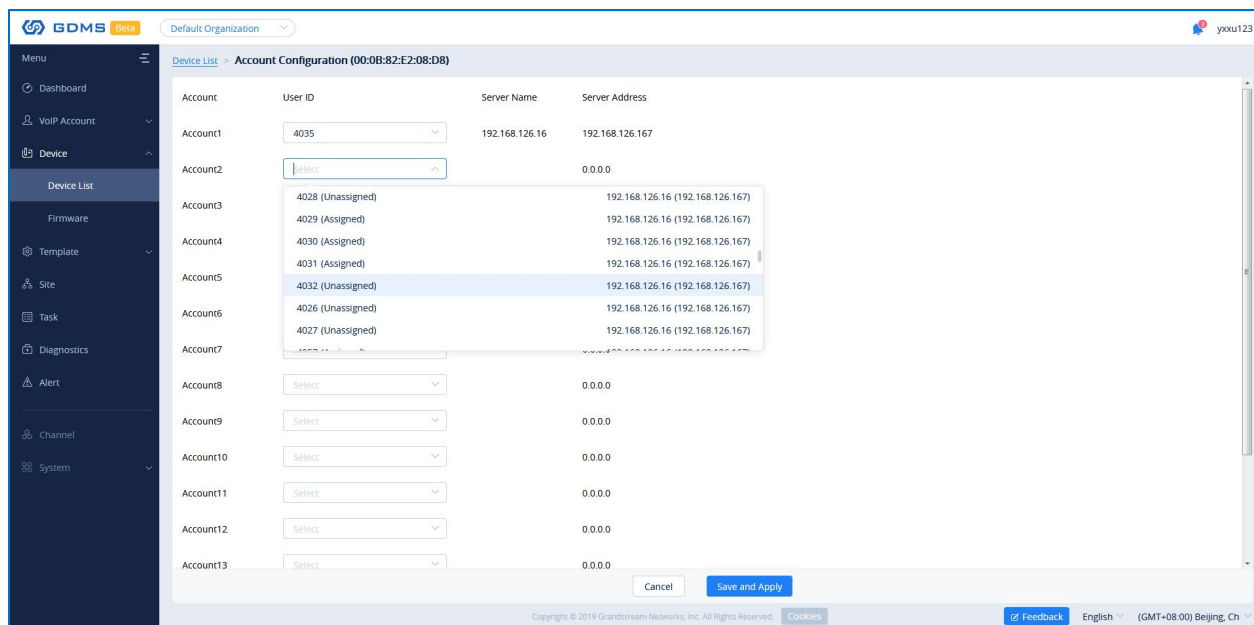 GDMS Beta Default Organization 3 yxxu123
Menu
Device List > Account Configuration (00:0B:82:E2:08:D8)
Dashboard
VoIP Account
Device
Device List
Firmware
Template
Site
Task
Diagnostics
Alert
Channel
System
Account User ID Server Name Server Address
Account1 4035 192.168.126.16 192.168.126.167
Account2 Select 0.0.0.0
4028 (Unassigned) 192.168.126.16 (192.168.126.167)
4029 (Assigned) 192.168.126.16 (192.168.126.167)
4030 (Assigned) 192.168.126.16 (192.168.126.167)
4031 (Assigned) 192.168.126.16 (192.168.126.167)
4032 (Unassigned) 192.168.126.16 (192.168.126.167)
4026 (Unassigned) 192.168.126.16 (192.168.126.167)
4027 (Unassigned) 192.168.126.16 (192.168.126.167)
Account3
Account4
Account5
Account6
Account7
Account8 Select 0.0.0.0
Account9 Select 0.0.0.0
Account10 Select 0.0.0.0
Account11 Select 0.0.0.0
Account12 Select 0.0.0.0
Account13 Select 0.0.0.0
Cancel Save and Apply
Copyright © 2019 Grandstream Networks, Inc. All Rights Reserved. Cookies Feedback English (GMT+08:00) Beijing, Ch